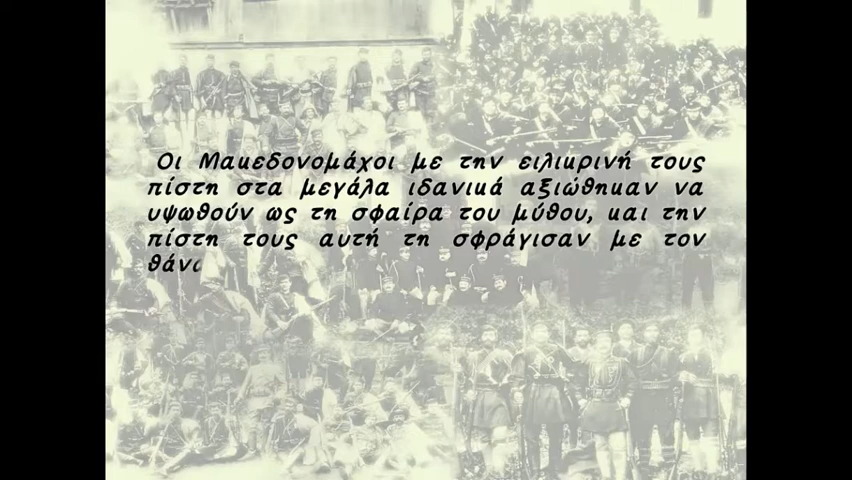 Οι Μακεδονομάχοι με την ειλικρινή τους
πίστη στα μεγάλα ιδανικά αξιώθηκαν να
υψωθούν ως τη σφαίρα του μύθου, και την
πίστη τους αυτή τη σφράγισαν με τον
θάνα